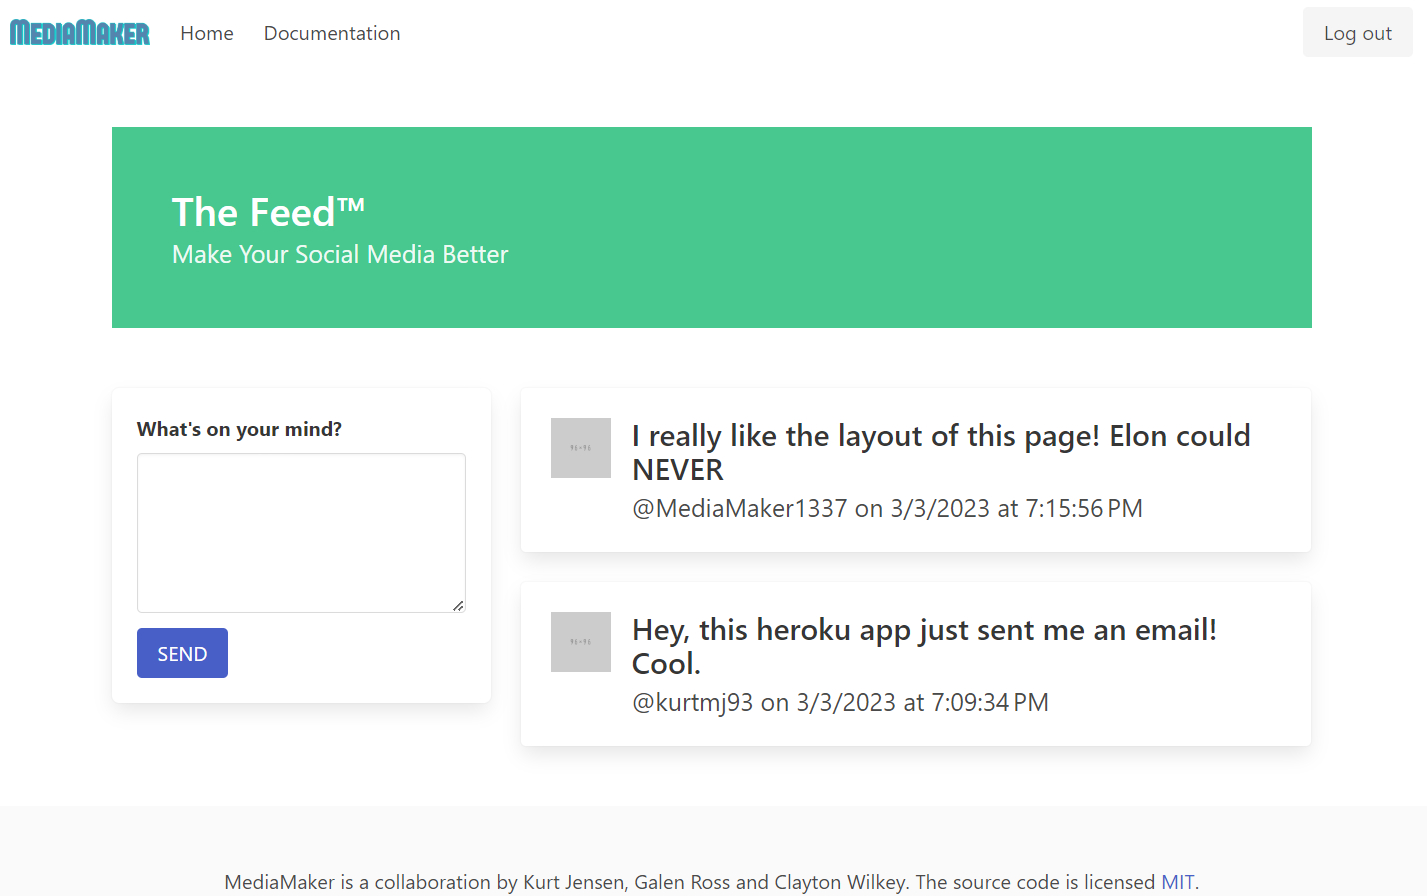 MEDIAMAKER Home Documentation Log out
The Feed™
Make Your Social Media Better
What's on your mind?
SEND
I really like the layout of this page! Elon could
NEVER
@MediaMaker1337 on 3/3/2023 at 7:15:56 PM
Hey, this heroku app just sent me an email!
Cool.
@kurtmj93 on 3/3/2023 at 7:09:34 PM
MediaMaker is a collaboration by Kurt Jensen, Galen Ross and Clayton Wilkey. The source code is licensed MIT.